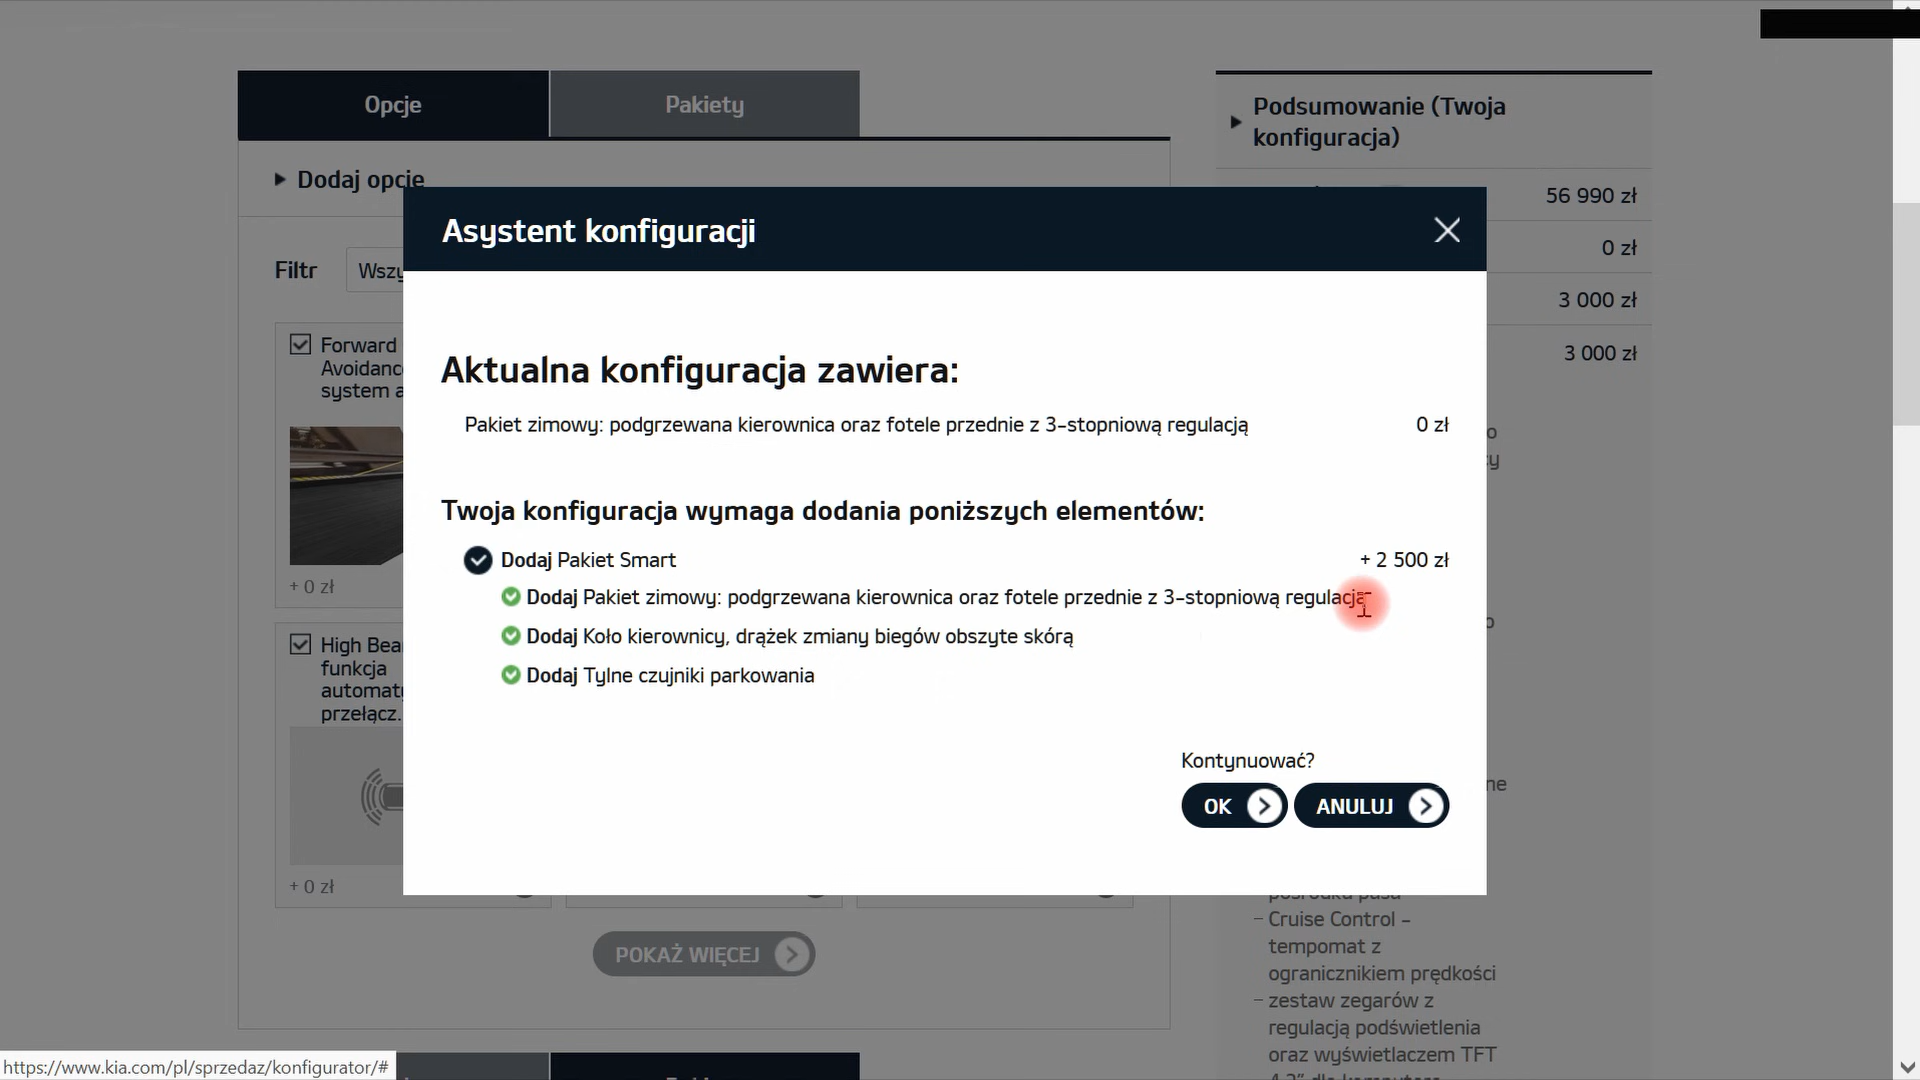 Opcje
Pakiety
Podsumowanie (Twoja
konfiguracja)
Dodaj opcje
56 990 zł
0 zł
3 000 zł
3 000 zł
Filtr
Asystent konfiguracji
Aktualna konfiguracja zawiera:
Pakiet zimowy: podgrzewana kierownica oraz fotele przednie z 3-stopniową regulacją 0 zł
Twoja konfiguracja wymaga dodania poniższych elementów:
Dodaj Pakiet Smart + 2 500 zł
Dodaj Pakiet zimowy: podgrzewana kierownica oraz fotele przednie z 3-stopniową regulacją
Dodaj Koło kierownicy, drążek zmiany biegów obszyte skórą
Dodaj Tylne czujniki parkowania
Kontynuować?
OK
ANULUJ
Forward
system
+ 0 zł
funkcja
+ 0 zł
POKAŻ WIĘCEJ
– Cruise Control –
tempomat z
ogranicznikiem prędkości
– zestaw zegarów z
regulacją podświetlenia
oraz wyświetlaczem TFT
https://www.kia.com/pl/sprzedaz/konfigurator/#